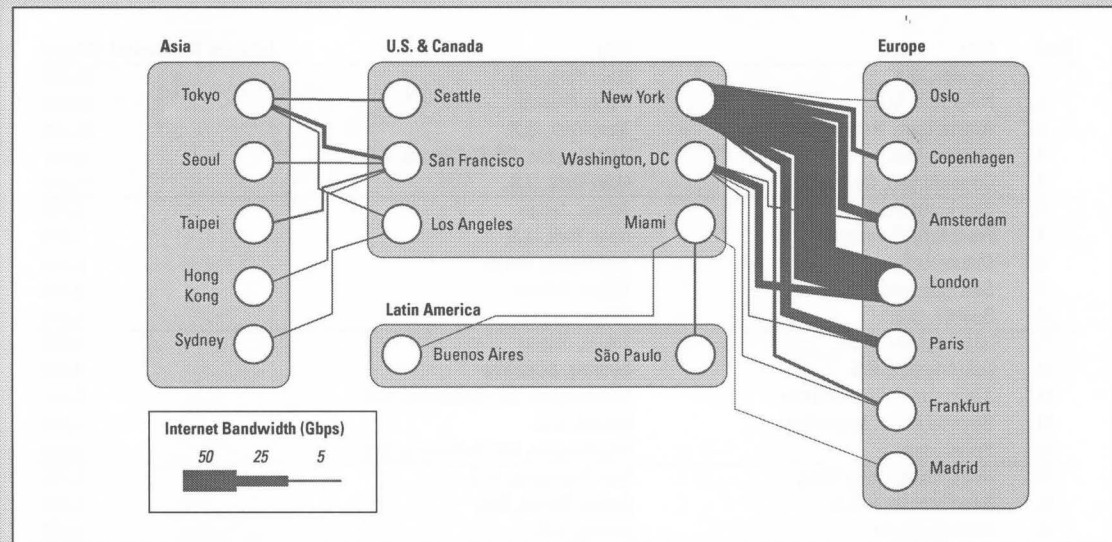 Asia
U.S. & Canada
Europe
Tokyo
Seoul
Taipei
Hong
Kong
Sydney
Seattle
San Francisco
Los Angeles
New York
Washington, DC
Miami
Oslo
Copenhagen
Amsterdam
London
Paris
Frankfurt
Madrid
Latin America
Buenos Aires
São Paulo
Internet Bandwidth (Gbps)
50 25 5